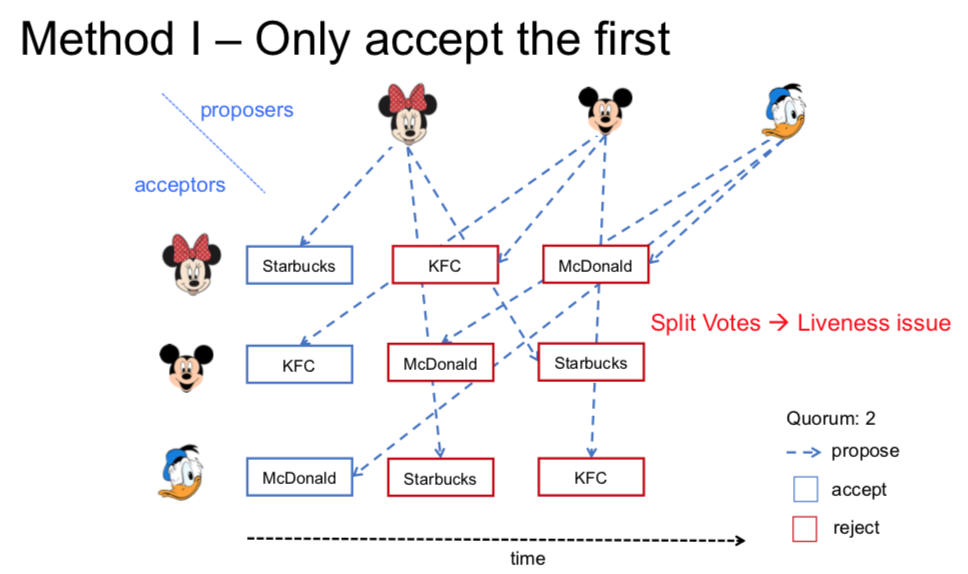 Method I – Only accept the first
proposers
acceptors
Starbucks
KFC
McDonald
Split Votes → Liveness issue
KFC
McDonald
Starbucks
Quorum: 2
propose
McDonald
Starbucks
KFC
accept
reject
time